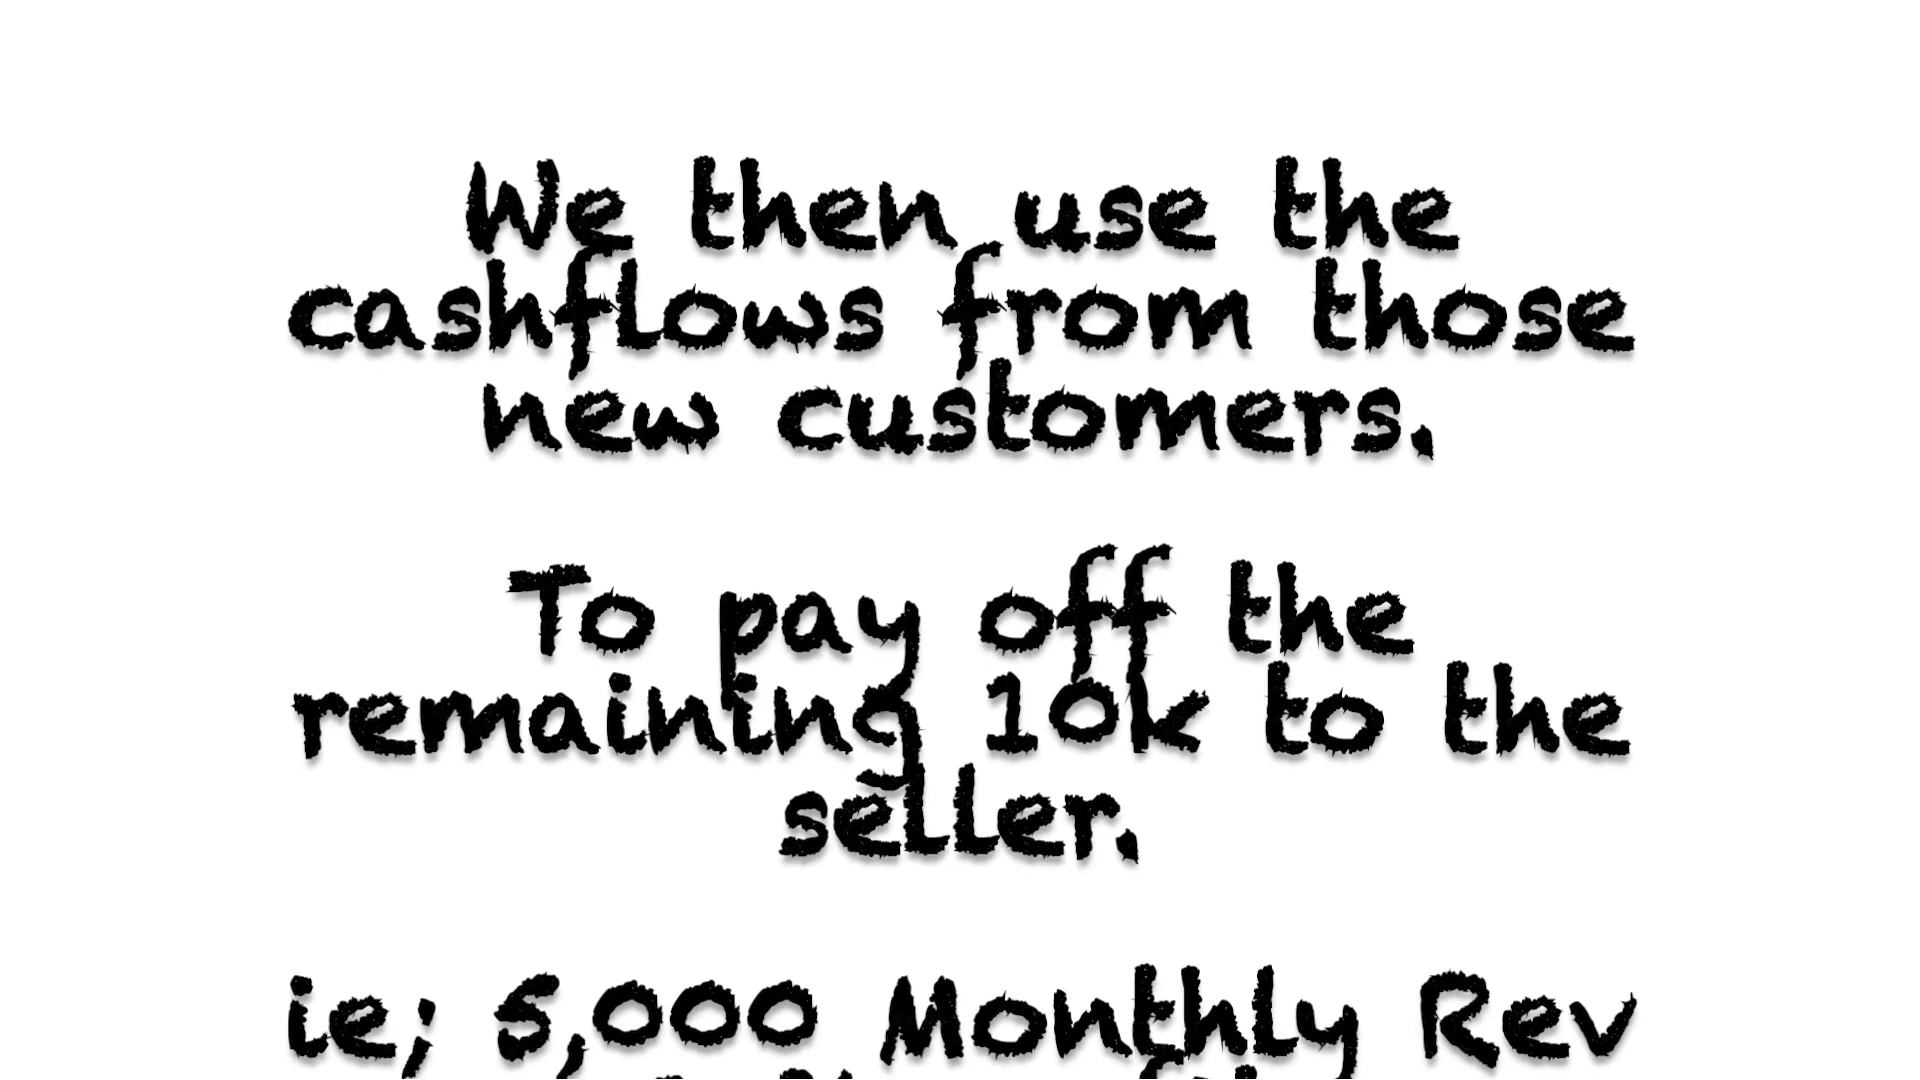 We then use the
cashflows from those
new customers.
To pay off the
remaining 10k to the
seller.
ie; 5,000 Monthly Rev